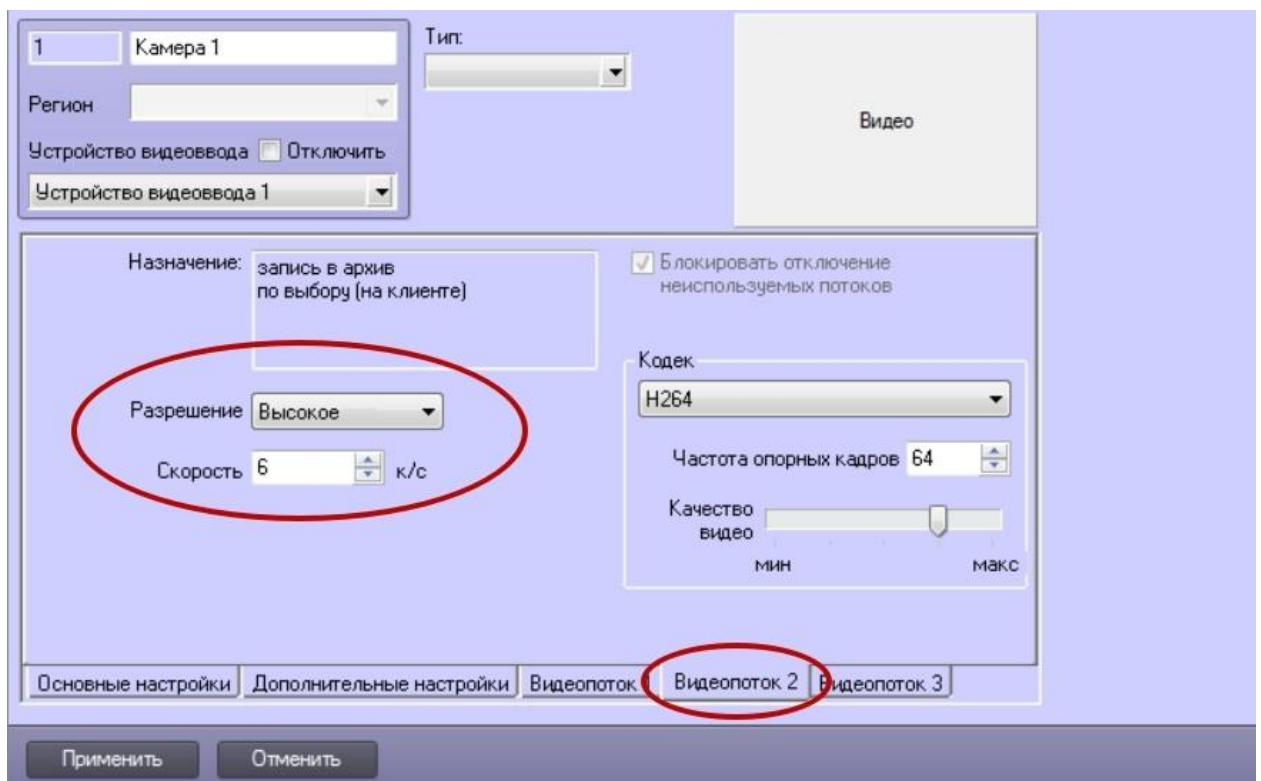 1
Камера 1
Тип:
Регион
Видео
Устройство видеоввода
Отключить
Устройство видеоввода 1
Назначение:
запись в архив
по выбору (на клиенте)
Блокировать отключение
неиспользуемых потоков
Кодек
H264
Разрешение
Высокое
Частота опорных кадров
64
Скорость
6
к/с
Качество
видео
мин
макс
Основные настройки
Дополнительные настройки
Видеопоток
Видеопоток 2
Видеопоток 3
Применить
Отменить